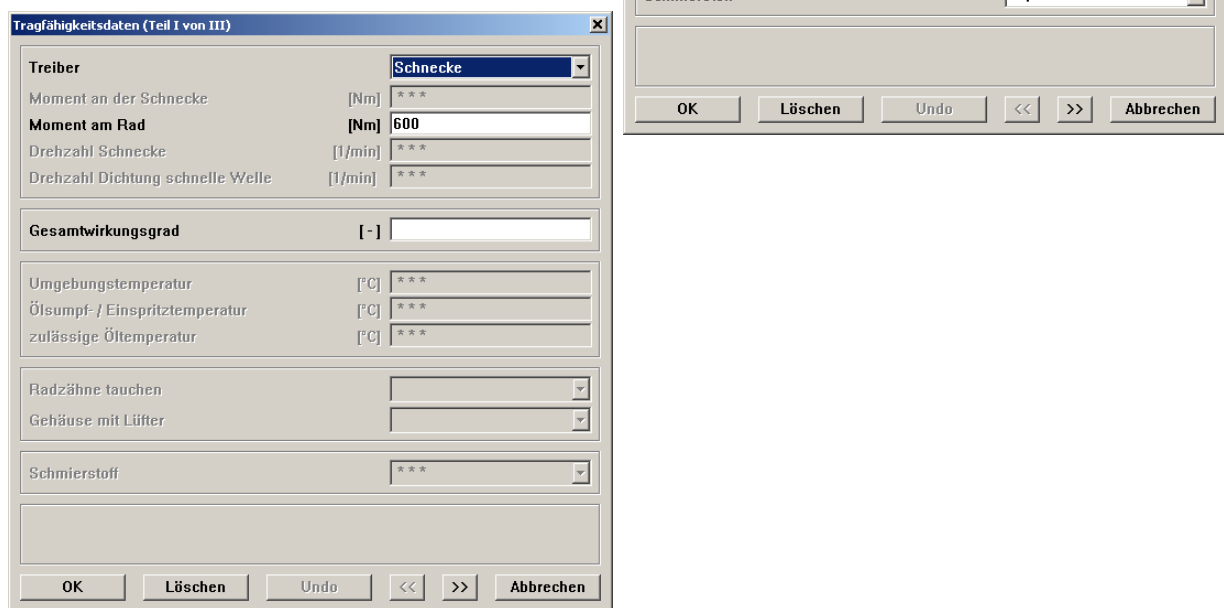 Tragfähigkeitsdaten (Teil I von III)
Treiber Schnecke
Moment an der Schnecke [Nm] ***
Moment am Rad [Nm] 600
Drehzahl Schnecke [1/min] ***
Drehzahl Dichtung schnelle Welle [1/min] ***
Gesamtwirkungsgrad [-]
Umgebungstemperatur [°C] ***
Ölsumpf- / Einspritztemperatur [°C] ***
zulässige Öltemperatur [°C] ***
Radzähne tauchen
Gehäuse mit Lüfter
Schmierstoff ***
OK Löschen Undo << >> Abbrechen
OK Löschen Undo << >> Abbrechen